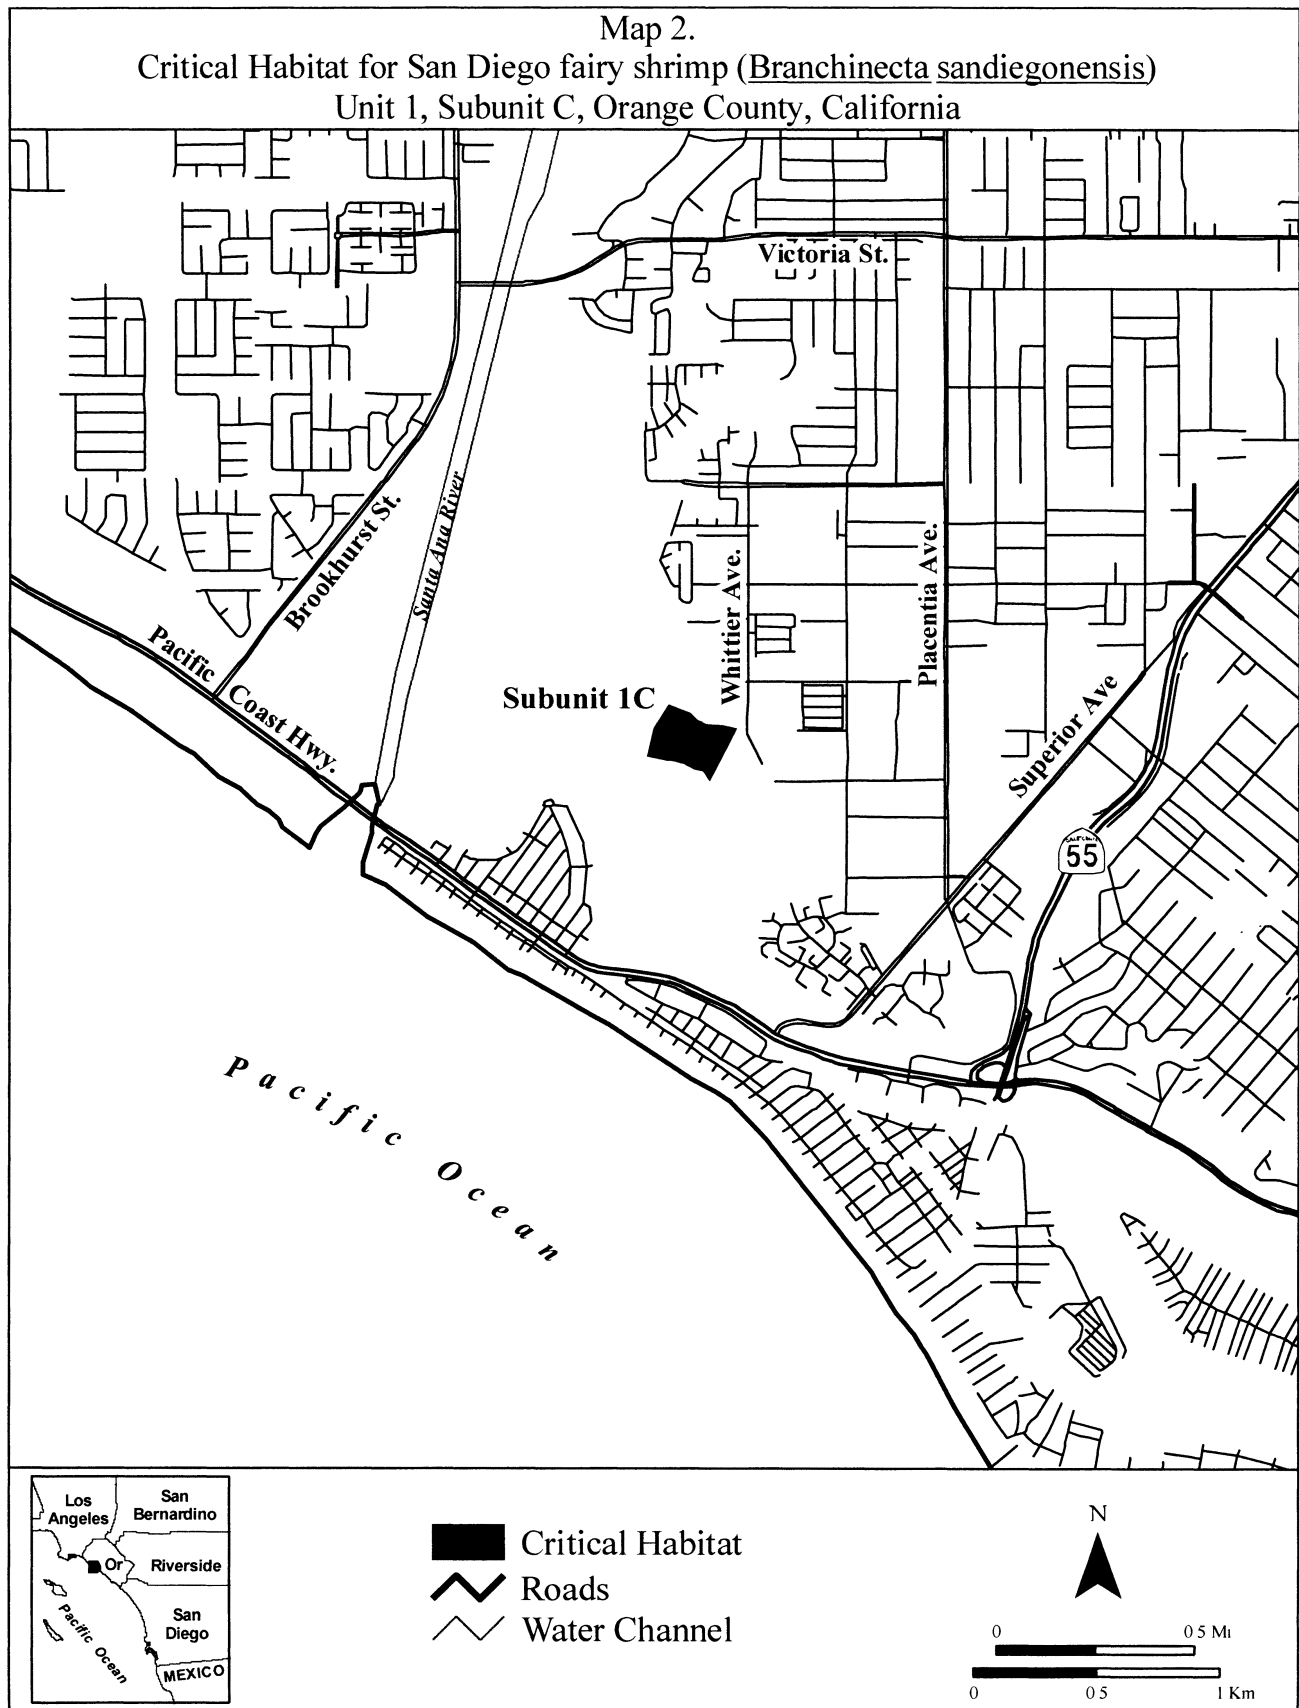 Map 2.
Critical Habitat for San Diego fairy shrimp (Branchinecta sandiegonensis)
Unit 1, Subunit C, Orange County, California
Victoria St.
Brookhurst St.
Santa Ana River
Whittier Ave.
Placentia Ave.
Pacific Coast Hwy.
Subunit 1C
Superior Ave
55
Pacific Ocean
Los
Angeles
San
Bernardino
Or
Riverside
San
Diego
Pacific Ocean
MEXICO
Critical Habitat
Roads
Water Channel
N
0 0 5 Mi
0 0 5 1 Km